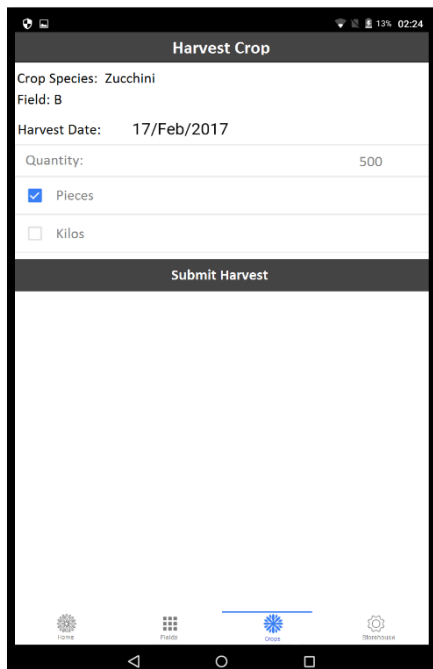 13% 02:24
Harvest Crop
Crop Species: Zucchini
Field: B
Harvest Date: 17/Feb/2017
Quantity: 500
Pieces
Kilos
Submit Harvest
Home Fields Crops Storehouse